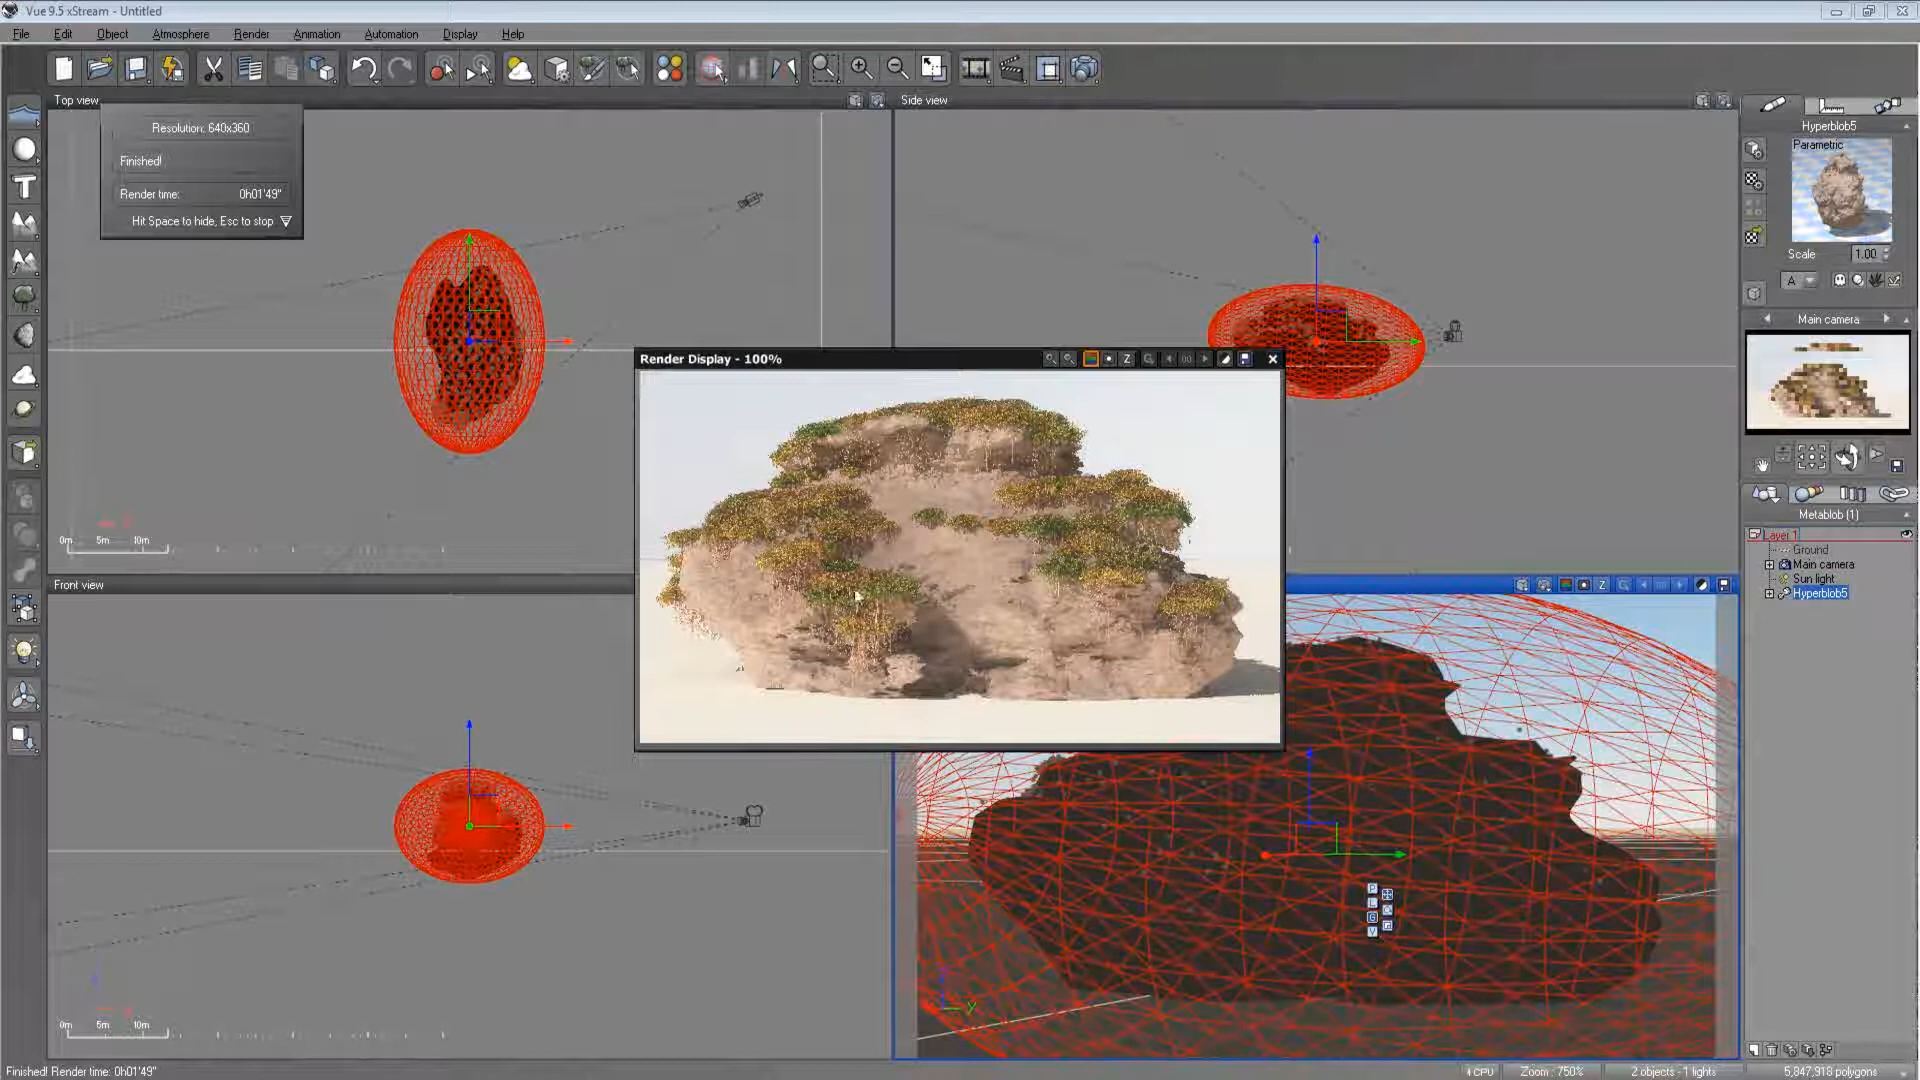 Vue 9.5 xStream - Untitled
File Edit Object Atmosphere Render Animation Automation Display Help
Top view
Side view
Resolution: 640x360
Finished!
Render time: 0h01'49"
Hit Space to hide, Esc to stop
Hyperblob5
Parametric
Scale 1.00
A
Main camera
Render Display - 100%
Z
Metablob (1)
Layer 1
Ground
Main camera
Sun light
Hyperblob5
0m 5m 10m
Front view
Z
P
L
G
V
Y
0m 5m 10m
Finished! Render time: 0h01'49"
4 CPU
Zoom : 750%
2 objects - 1 lights
5,847,918 polygons